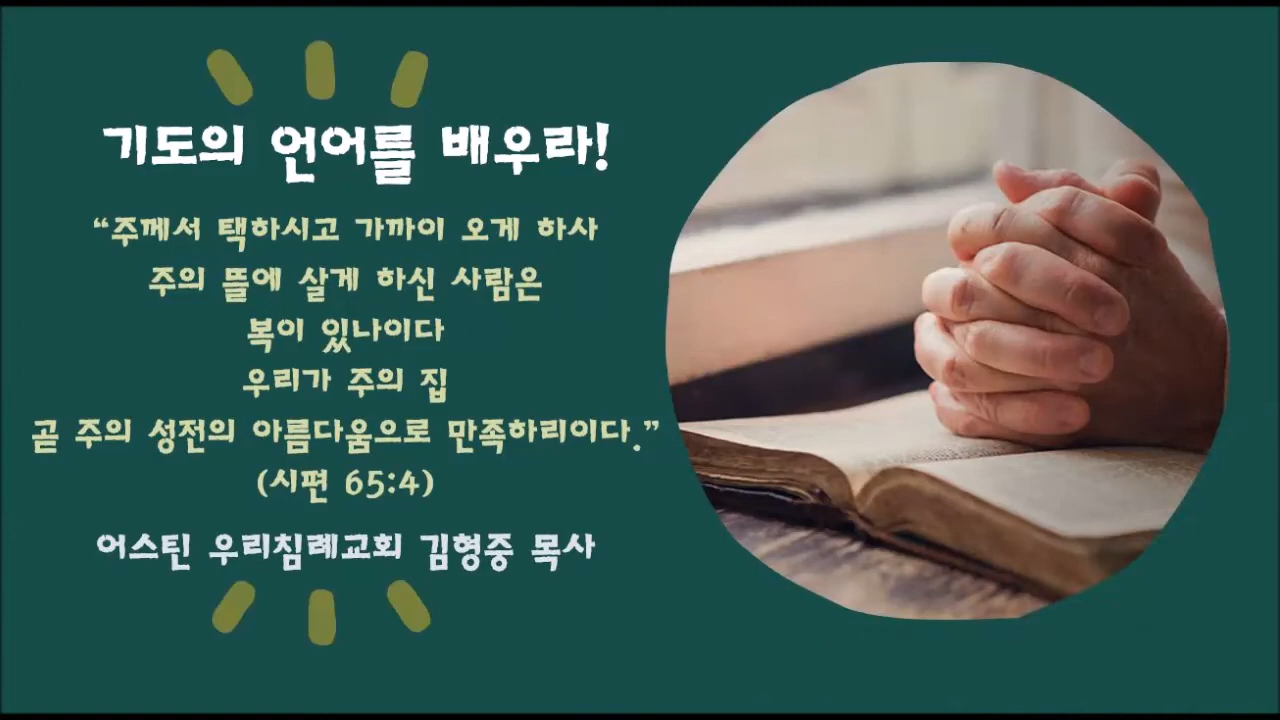 기도의 언어를 배우라!
“주께서 택하시고 가까이 오게 하사
주의 뜰에 살게 하신 사람은
복이 있나이다
우리가 주의 집
곧 주의 성전의 아름다움으로 만족하리이다.”
(시편 65:4)
어스틴 우리침례교회 김형중 목사